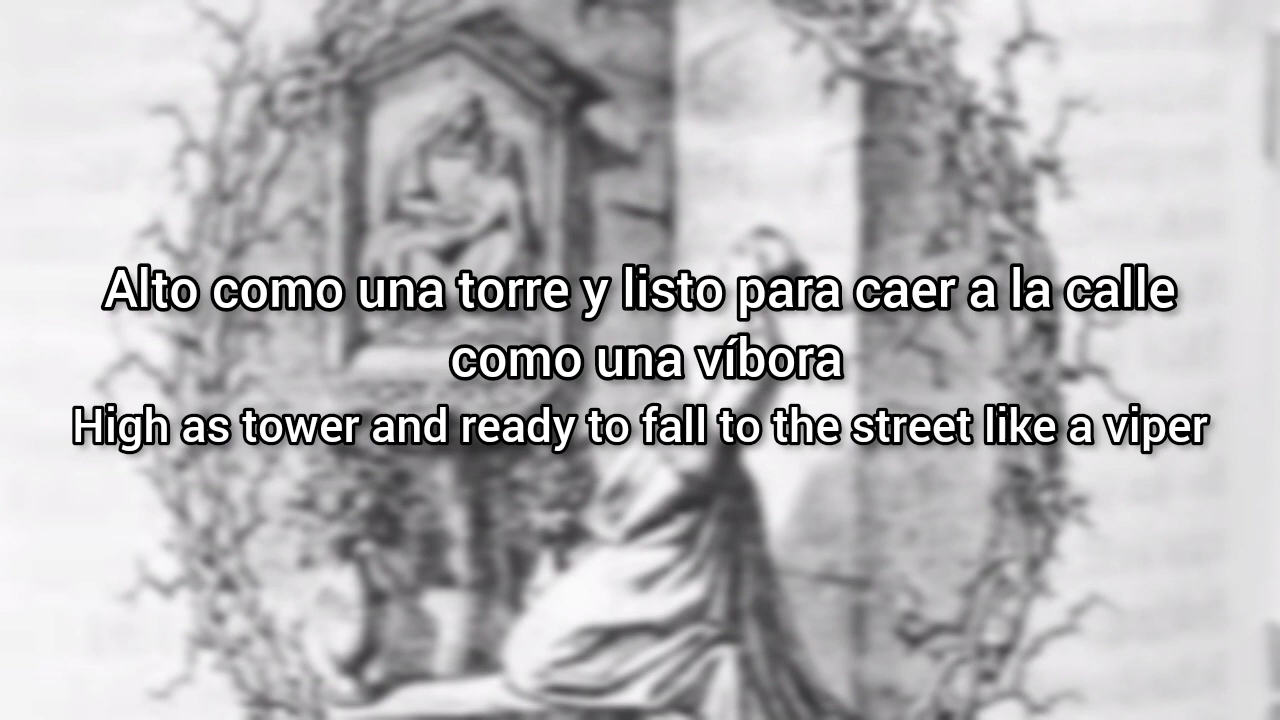 Alto como una torre y listo para caer a la calle
como una víbora
High as tower and ready to fall to the street like a viper